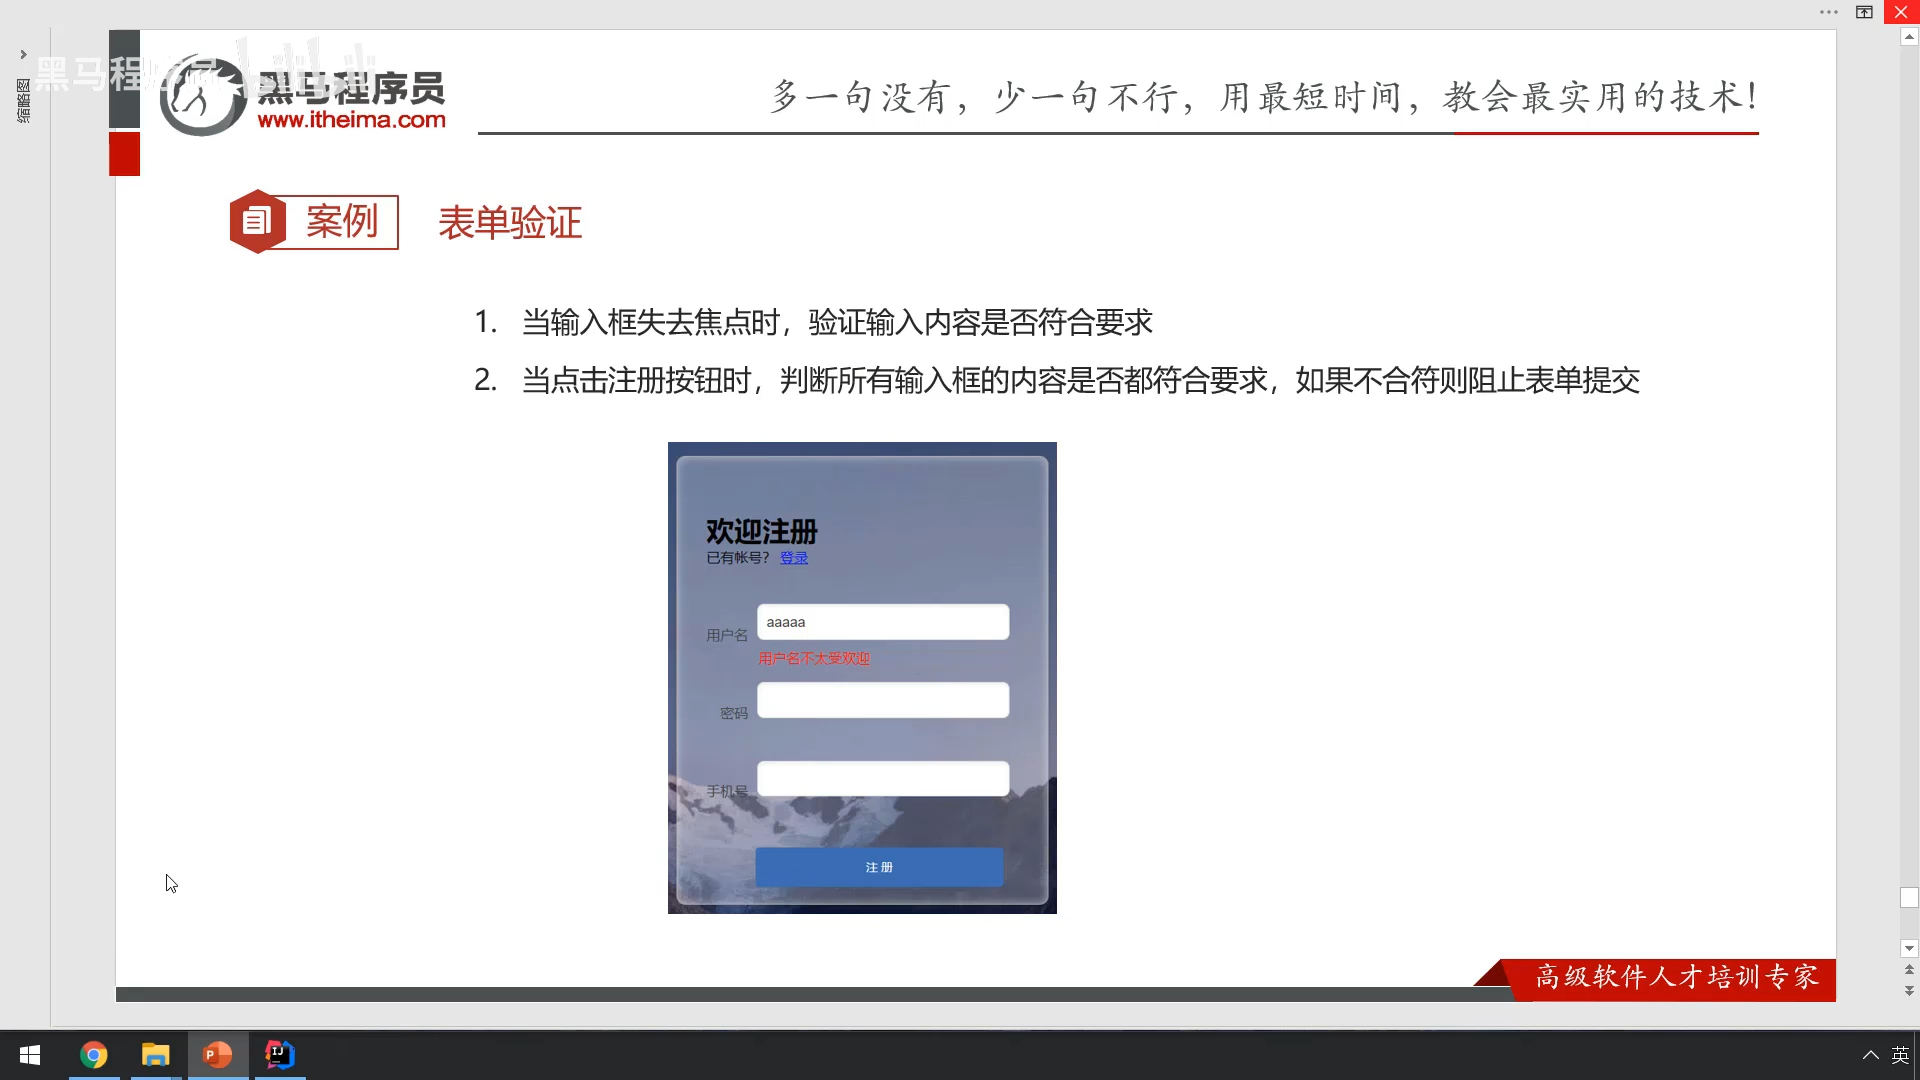 缩略图
黑马程序员
黑马程序员
www.itheima.com
多一句没有，少一句不行，用最短时间，教会最实用的技术！
案例
表单验证
1. 当输入框失去焦点时，验证输入内容是否符合要求
2. 当点击注册按钮时，判断所有输入框的内容是否都符合要求，如果不合符则阻止表单提交
欢迎注册
已有帐号？ 登录
用户名
aaaaa
用户名不太受欢迎
密码
手机号
注册
高级软件人才培训专家
英